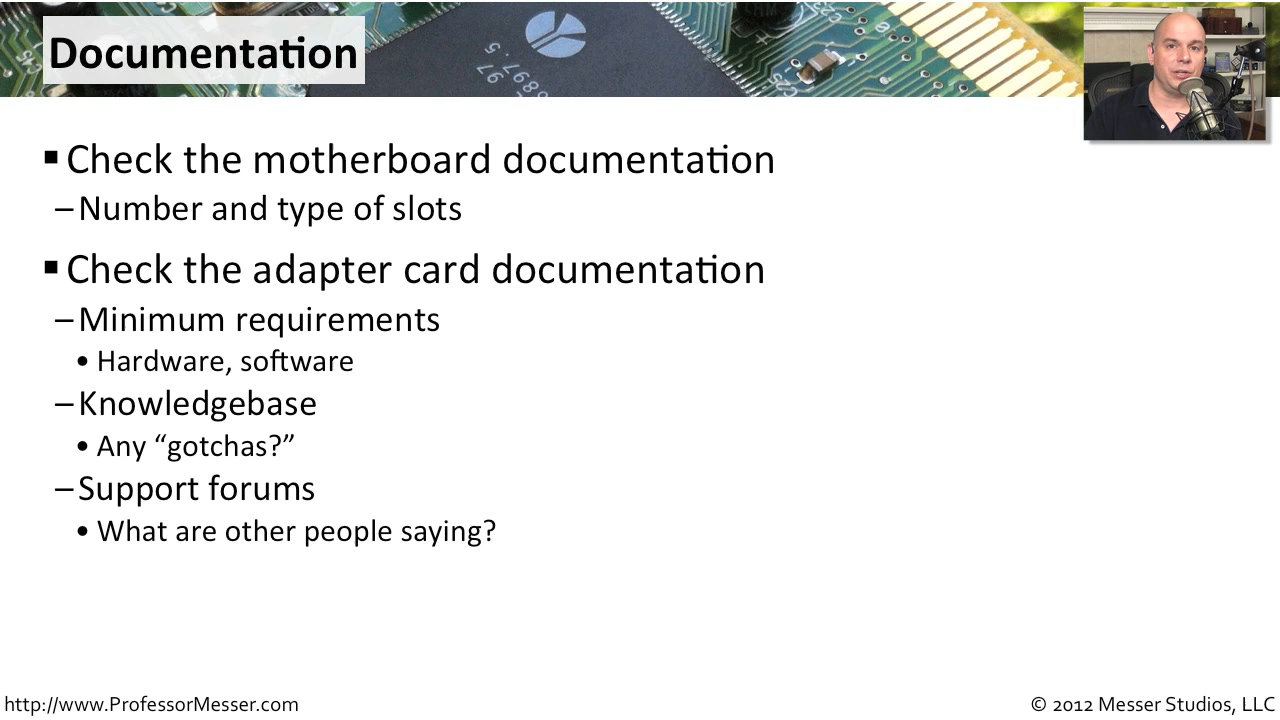 Documentation
▪ Check the motherboard documentation
– Number and type of slots
▪ Check the adapter card documentation
– Minimum requirements
• Hardware, software
– Knowledgebase
• Any “gotchas?”
– Support forums
• What are other people saying?
http://www.ProfessorMesser.com
© 2012 Messer Studios, LLC